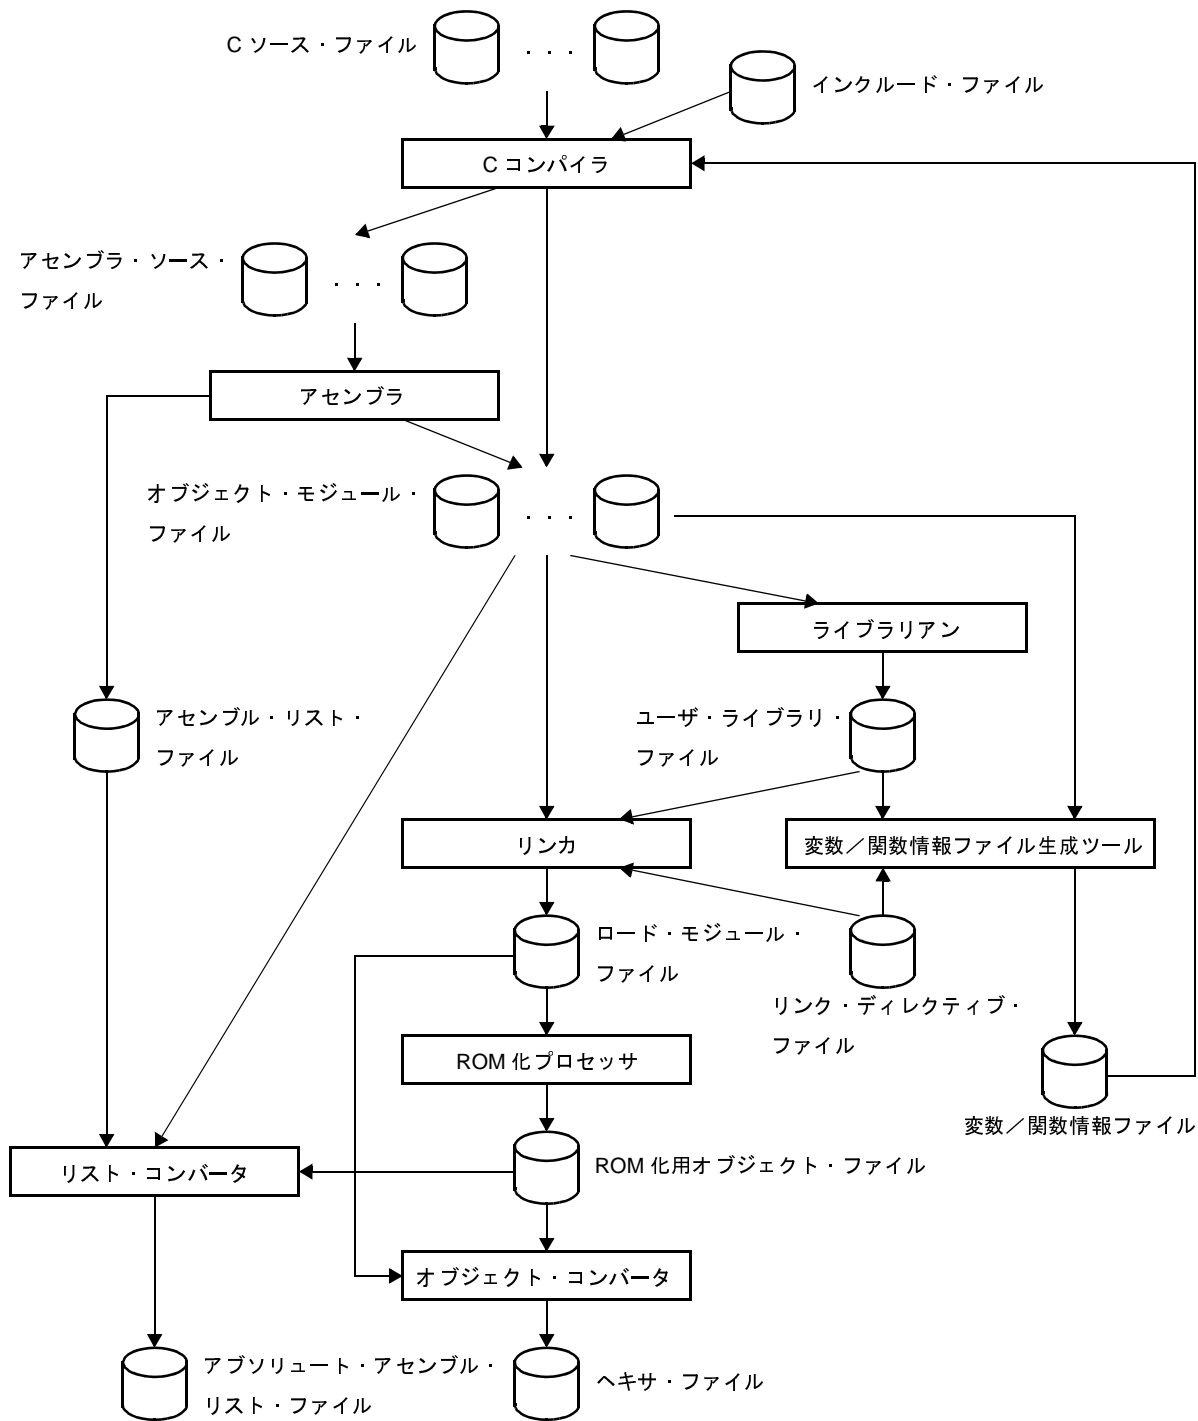 C ソース・ファイル
・・・
インクルード・ファイル
C コンパイラ
アセンブラ・ソース・
ファイル
・・・
アセンブラ
オブジェクト・モジュール・
ファイル
・・・
ライブラリアン
アセンブル・リスト・
ファイル
ユーザ・ライブラリ・
ファイル
リンカ
変数／関数情報ファイル生成ツール
ロード・モジュール・
ファイル
リンク・ディレクティブ・
ファイル
ROM 化プロセッサ
変数／関数情報ファイル
リスト・コンバータ
ROM 化用オブジェクト・ファイル
オブジェクト・コンバータ
アブソリュート・アセンブル・
リスト・ファイル
ヘキサ・ファイル